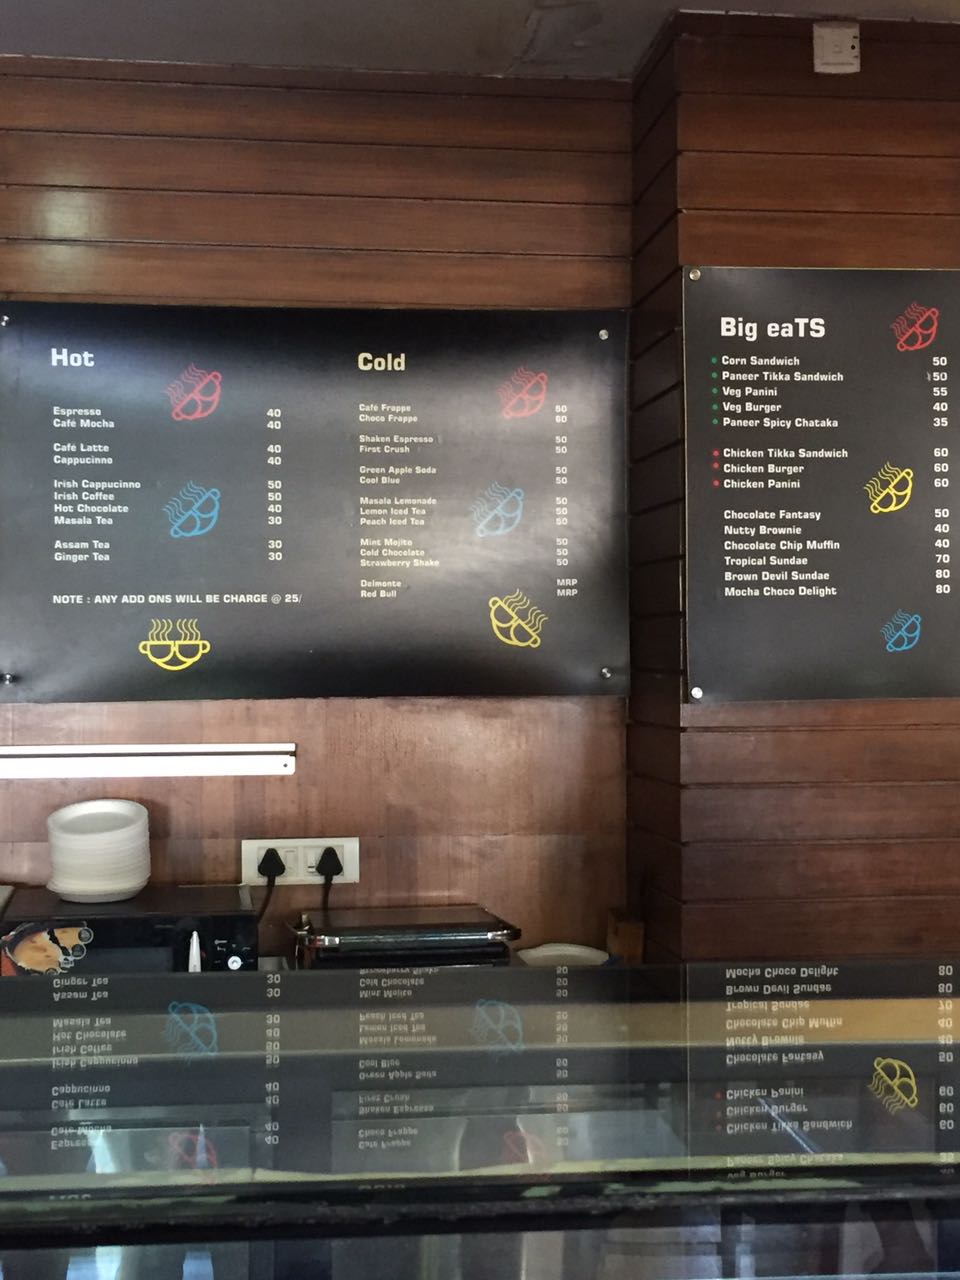 Hot
Espresso 40
Café Mocha 40
Café Latte 40
Cappucinno 40
Irish Cappucinno 50
Irish Coffee 50
Hot Chocolate 40
Masala Tea 30
Assam Tea 30
Ginger Tea 30
NOTE : ANY ADD ONS WILL BE CHARGE @ 25/
Cold
Café Frappe 50
Choco Frappe 60
Shaken Espresso 50
First Crush 50
Green Apple Soda 50
Cool Blue 50
Masala Lemonade 50
Lemon Iced Tea 50
Peach Iced Tea 50
Mint Mojito 50
Cold Chocolate 50
Strawberry Shake 50
Delmonte MRP
Red Bull MRP
Big eaTS
Corn Sandwich 50
Paneer Tikka Sandwich 50
Veg Panini 55
Veg Burger 40
Paneer Spicy Chataka 35
Chicken Tikka Sandwich 60
Chicken Burger 60
Chicken Panini 60
Chocolate Fantasy 50
Nutty Brownie 40
Chocolate Chip Muffin 40
Tropical Sundae 70
Brown Devil Sundae 80
Mocha Choco Delight 80